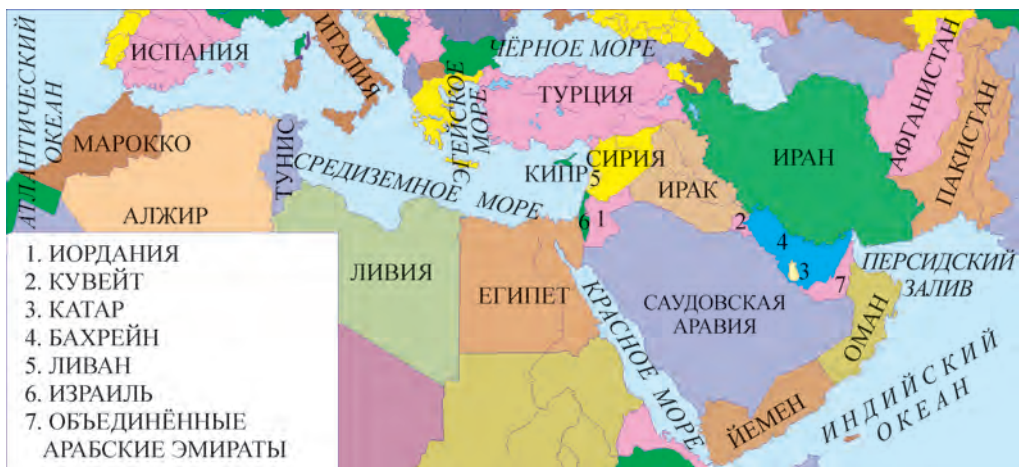 АТЛАНТИЧЕСКИЙ
ОКЕАН
ИСПАНИЯ
ИТАЛИЯ
ЧЁРНОЕ МОРЕ
ЭГЕЙСКОЕ
МОРЕ
ТУРЦИЯ
АФГАНИСТАН
ПАКИСТАН
МАРОККО
ТУНИС
СРЕДИЗЕМНОЕ МОРЕ
КИПР
СИРИЯ
5
ИРАК
ИРАН
АЛЖИР
ЛИВИЯ
ЕГИПЕТ
6
1
2
4
3
7
ПЕРСИДСКИЙ
ЗАЛИВ
КРАСНОЕ МОРЕ
САУДОВСКАЯ
АРАВИЯ
ОМАН
ЙЕМЕН
ИНДИЙСКИЙ
ОКЕАН
1. ИОРДАНИЯ
2. КУВЕЙТ
3. КАТАР
4. БАХРЕЙН
5. ЛИВАН
6. ИЗРАИЛЬ
7. ОБЪЕДИНЁННЫЕ
АРАБСКИЕ ЭМИРАТЫ